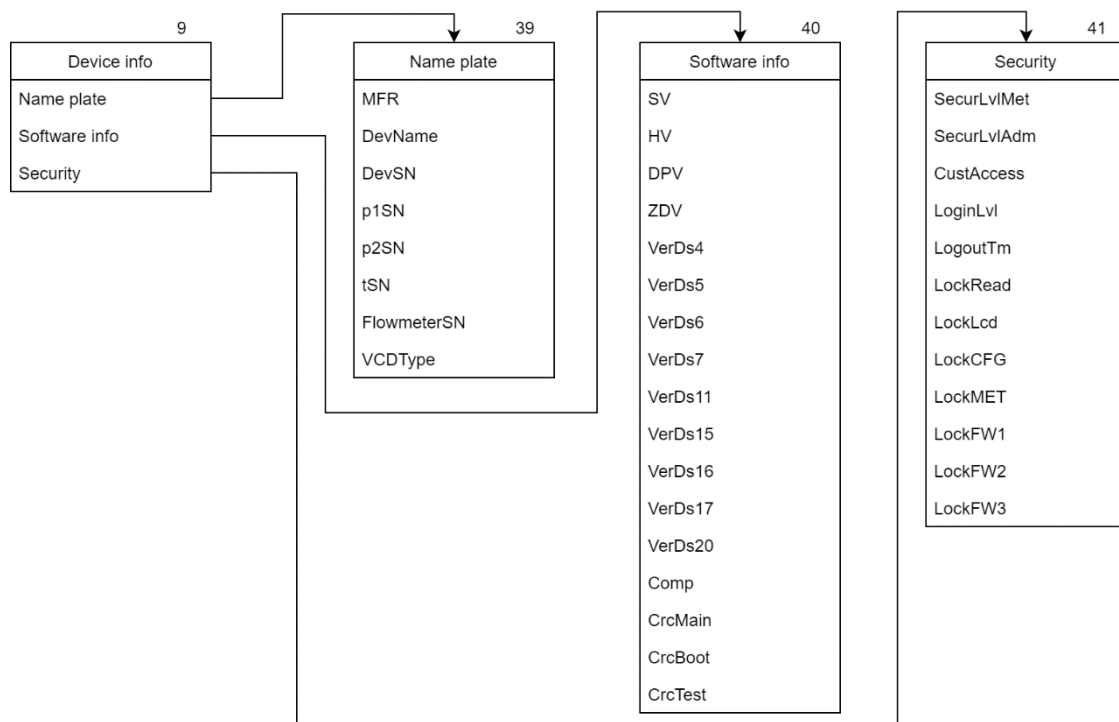 9
Device info
Name plate
Software info
Security
39
Name plate
MFR
DevName
DevSN
p1SN
p2SN
tSN
FlowmeterSN
VCDType
40
Software info
SV
HV
DPV
ZDV
VerDs4
VerDs5
VerDs6
VerDs7
VerDs11
VerDs15
VerDs16
VerDs17
VerDs20
Comp
CrcMain
CrcBoot
CrcTest
41
Security
SecurLvlMet
SecurLvlAdm
CustAccess
LoginLvl
LogoutTm
LockRead
LockLcd
LockCFG
LockMET
LockFW1
LockFW2
LockFW3